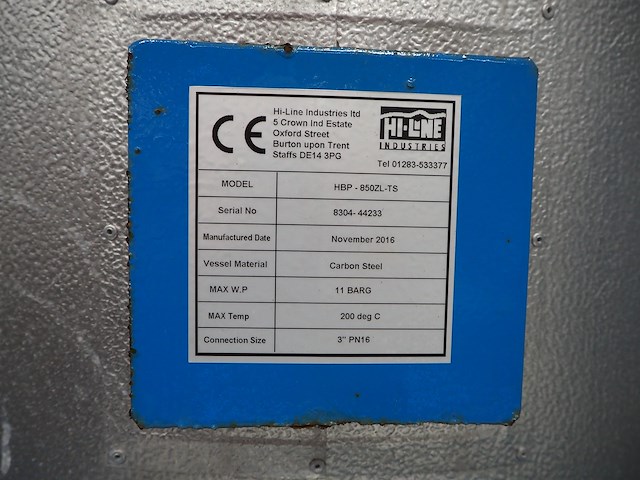 CE
Hi-Line Industries ltd
5 Crown Ind Estate
Oxford Street
Burton upon Trent
Staffs DE14 3PG
HI-LINE
INDUSTRIES
Tel 01283-533377
MODEL HBP - 850ZL-TS
Serial No 8304- 44233
Manufactured Date November 2016
Vessel Material Carbon Steel
MAX W.P 11 BARG
MAX Temp 200 deg C
Connection Size 3" PN16